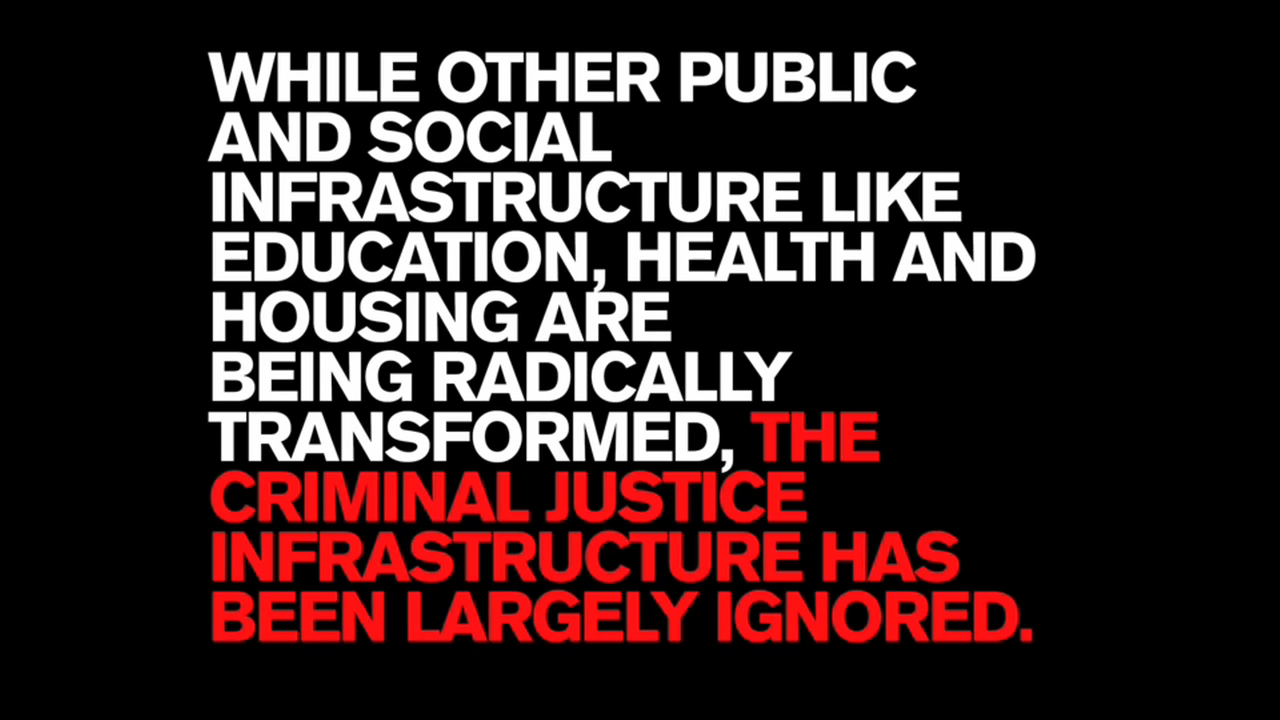 WHILE OTHER PUBLIC
AND SOCIAL
INFRASTRUCTURE LIKE
EDUCATION, HEALTH AND
HOUSING ARE
BEING RADICALLY
TRANSFORMED, THE
CRIMINAL JUSTICE
INFRASTRUCTURE HAS
BEEN LARGELY IGNORED.